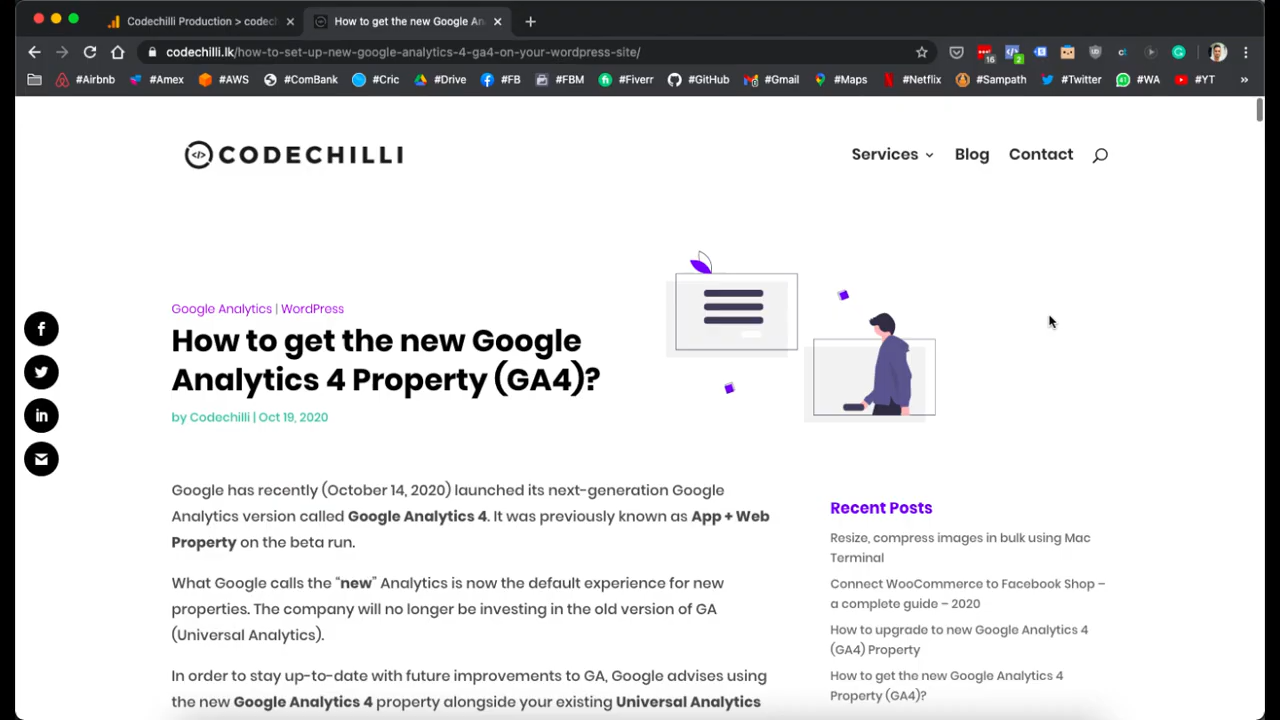 Codechilli Production > codec
How to get the new Google An
codechilli.lk/how-to-set-up-new-google-analytics-4-ga4-on-your-wordpress-site/
16
2
#Airbnb #Amex #AWS #ComBank #Cric #Drive #FB #FBM #Fiverr #GitHub #Gmail #Maps #Netflix #Sampath #Twitter #WA #YT
CODECHILLI
Services Blog Contact
Google Analytics | WordPress
How to get the new Google
Analytics 4 Property (GA4)?
by Codechilli | Oct 19, 2020
Google has recently (October 14, 2020) launched its next-generation Google
Analytics version called Google Analytics 4. It was previously known as App + Web
Property on the beta run.
What Google calls the “new” Analytics is now the default experience for new
properties. The company will no longer be investing in the old version of GA
(Universal Analytics).
In order to stay up-to-date with future improvements to GA, Google advises using
the new Google Analytics 4 property alongside your existing Universal Analytics
Recent Posts
Resize, compress images in bulk using Mac
Terminal
Connect WooCommerce to Facebook Shop –
a complete guide – 2020
How to upgrade to new Google Analytics 4
(GA4) Property
How to get the new Google Analytics 4
Property (GA4)?